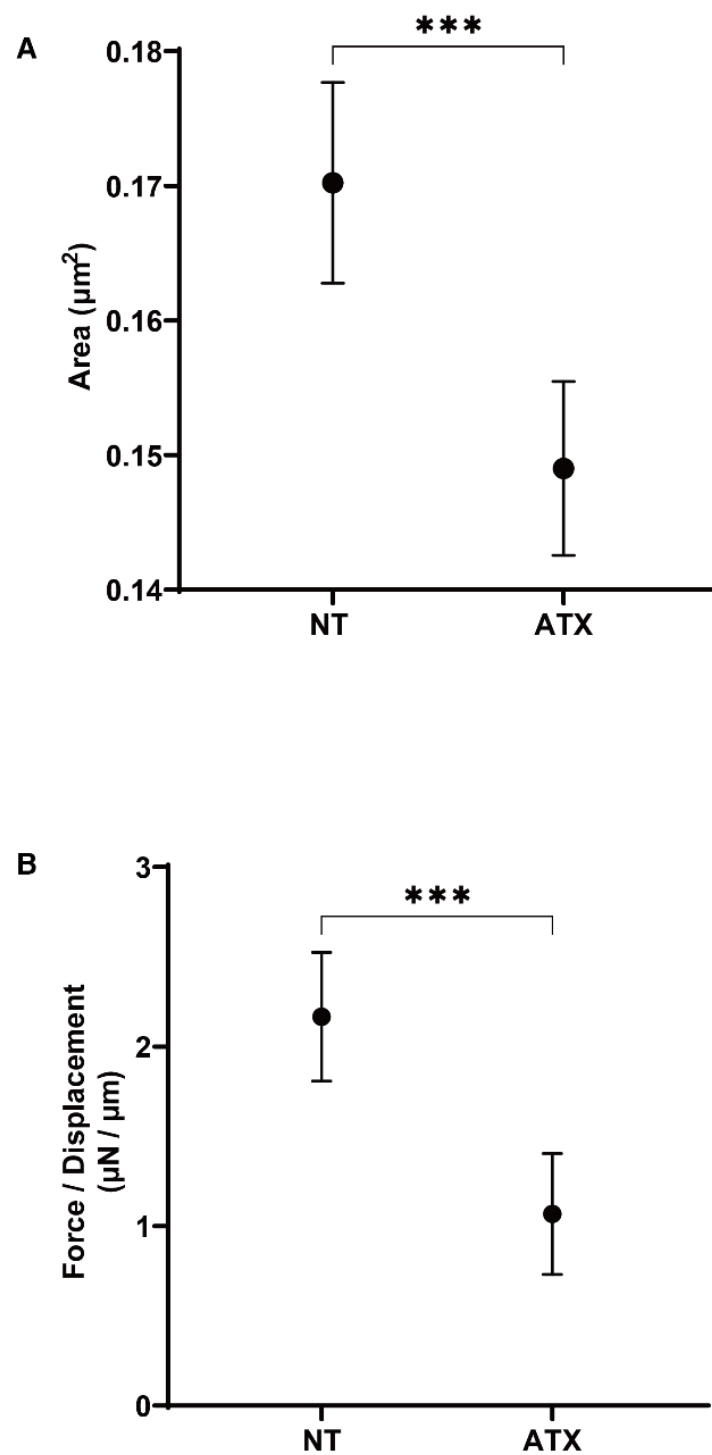 A
***
0.18
0.17
0.16
0.15
0.14
Area (µm²)
NT ATX
B
***
3
2
1
0
Force / Displacement
(µN / µm)
NT ATX